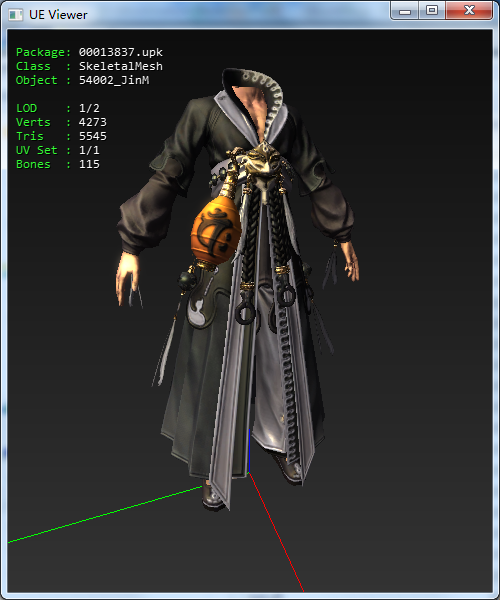 UE Viewer
Package: 00013837.upk
Class : SkeletalMesh
Object : 54002_JinM
LOD : 1/2
Verts : 4273
Tris : 5545
UV Set : 1/1
Bones : 115